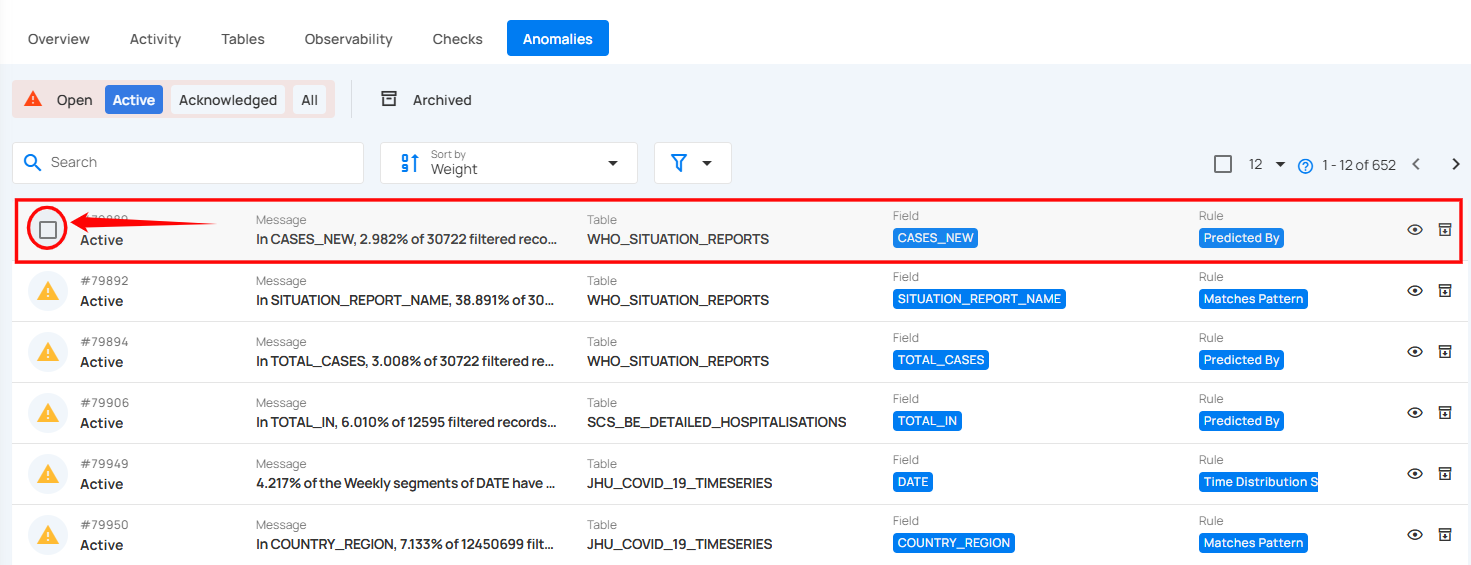 Overview Activity Tables Observability Checks Anomalies
Open Active Acknowledged All Archived
Search Sort by Weight 12 1 - 12 of 652
Message Table Field Rule
Active In CASES_NEW, 2.982% of 30722 filtered reco... WHO_SITUATION_REPORTS CASES_NEW Predicted By
#79892 Message Table Field Rule
Active In SITUATION_REPORT_NAME, 38.891% of 30... WHO_SITUATION_REPORTS SITUATION_REPORT_NAME Matches Pattern
#79894 Message Table Field Rule
Active In TOTAL_CASES, 3.008% of 30722 filtered re... WHO_SITUATION_REPORTS TOTAL_CASES Predicted By
#79906 Message Table Field Rule
Active In TOTAL_IN, 6.010% of 12595 filtered records... SCS_BE_DETAILED_HOSPITALISATIONS TOTAL_IN Predicted By
#79949 Message Table Field Rule
Active 4.217% of the Weekly segments of DATE have ... JHU_COVID_19_TIMESERIES DATE Time Distribution S
#79950 Message Table Field Rule
Active In COUNTRY_REGION, 7.133% of 12450699 filt... JHU_COVID_19_TIMESERIES COUNTRY_REGION Matches Pattern